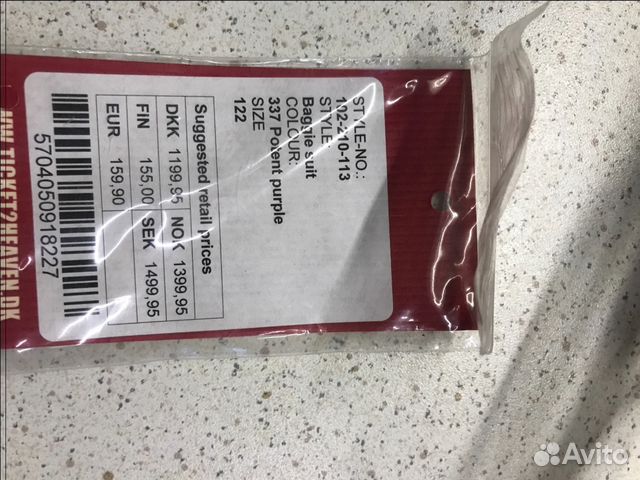 STYLE-NO.:
102-210-113
STYLE:
Baggie suit
COLOUR:
337 Potent purple
SIZE
122
Suggested retail prices
DKK 1199,95 NOK 1399,95
FIN 155,00 SEK 1499,95
EUR 159,90
5704050918227
WW.TICKET2HEAVEN.DK
Avito